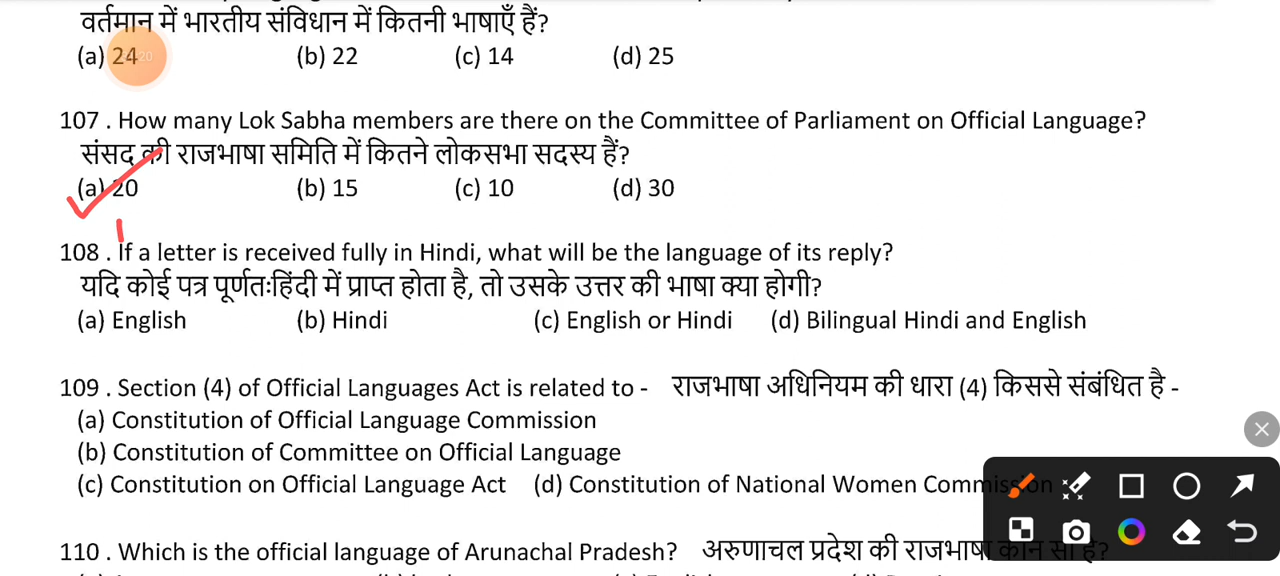 वर्तमान में भारतीय संविधान में कितनी भाषाएँ हैं?
(a) 24 (b) 22 (c) 14 (d) 25
107 . How many Lok Sabha members are there on the Committee of Parliament on Official Language?
संसद की राजभाषा समिति में कितने लोकसभा सदस्य हैं?
(a) 20 (b) 15 (c) 10 (d) 30
108 . If a letter is received fully in Hindi, what will be the language of its reply?
यदि कोई पत्र पूर्णतःहिंदी में प्राप्त होता है, तो उसके उत्तर की भाषा क्या होगी?
(a) English (b) Hindi (c) English or Hindi (d) Bilingual Hindi and English
109 . Section (4) of Official Languages Act is related to - राजभाषा अधिनियम की धारा (4) किससे संबंधित है -
(a) Constitution of Official Language Commission
(b) Constitution of Committee on Official Language
(c) Constitution on Official Language Act (d) Constitution of National Women Commission
110 . Which is the official language of Arunachal Pradesh? अरुणाचल प्रदेश की राजभाषा कौन सी है?